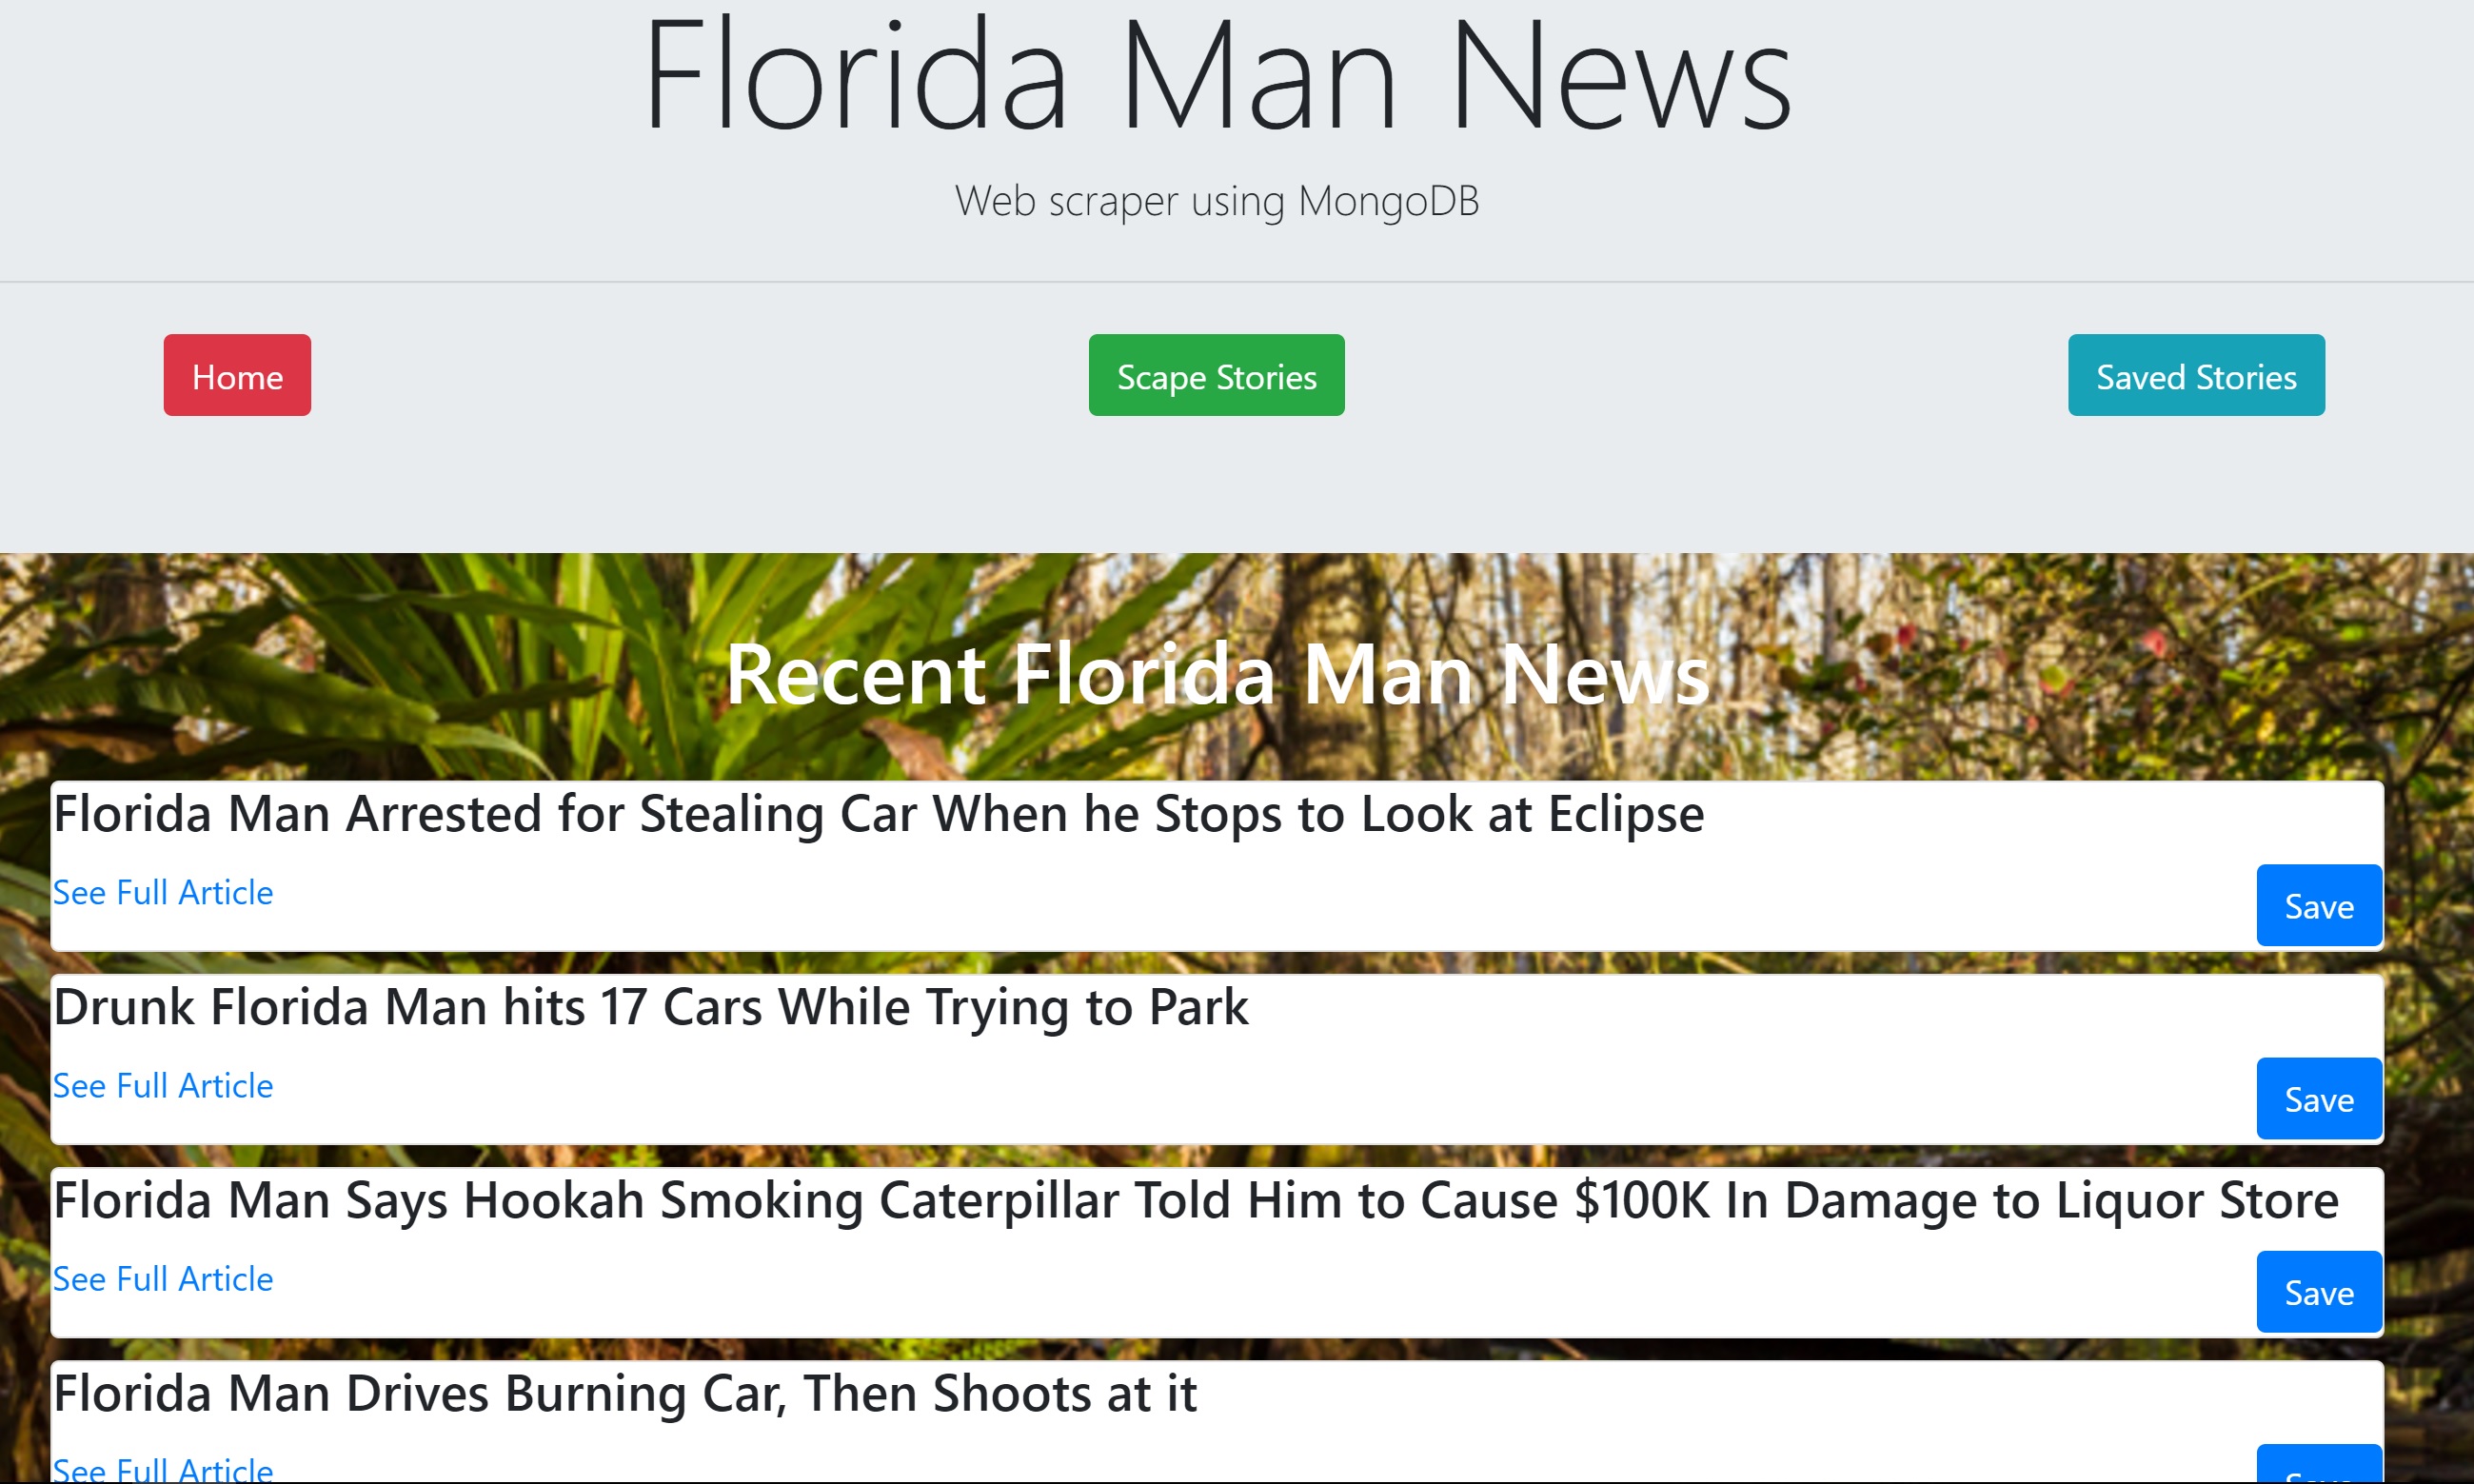 Florida Man News
Web scraper using MongoDB
Home
Scape Stories
Saved Stories
Recent Florida Man News
Florida Man Arrested for Stealing Car When he Stops to Look at Eclipse
See Full Article
Save
Drunk Florida Man hits 17 Cars While Trying to Park
See Full Article
Save
Florida Man Says Hookah Smoking Caterpillar Told Him to Cause $100K In Damage to Liquor Store
See Full Article
Save
Florida Man Drives Burning Car, Then Shoots at it
See Full Article
Save